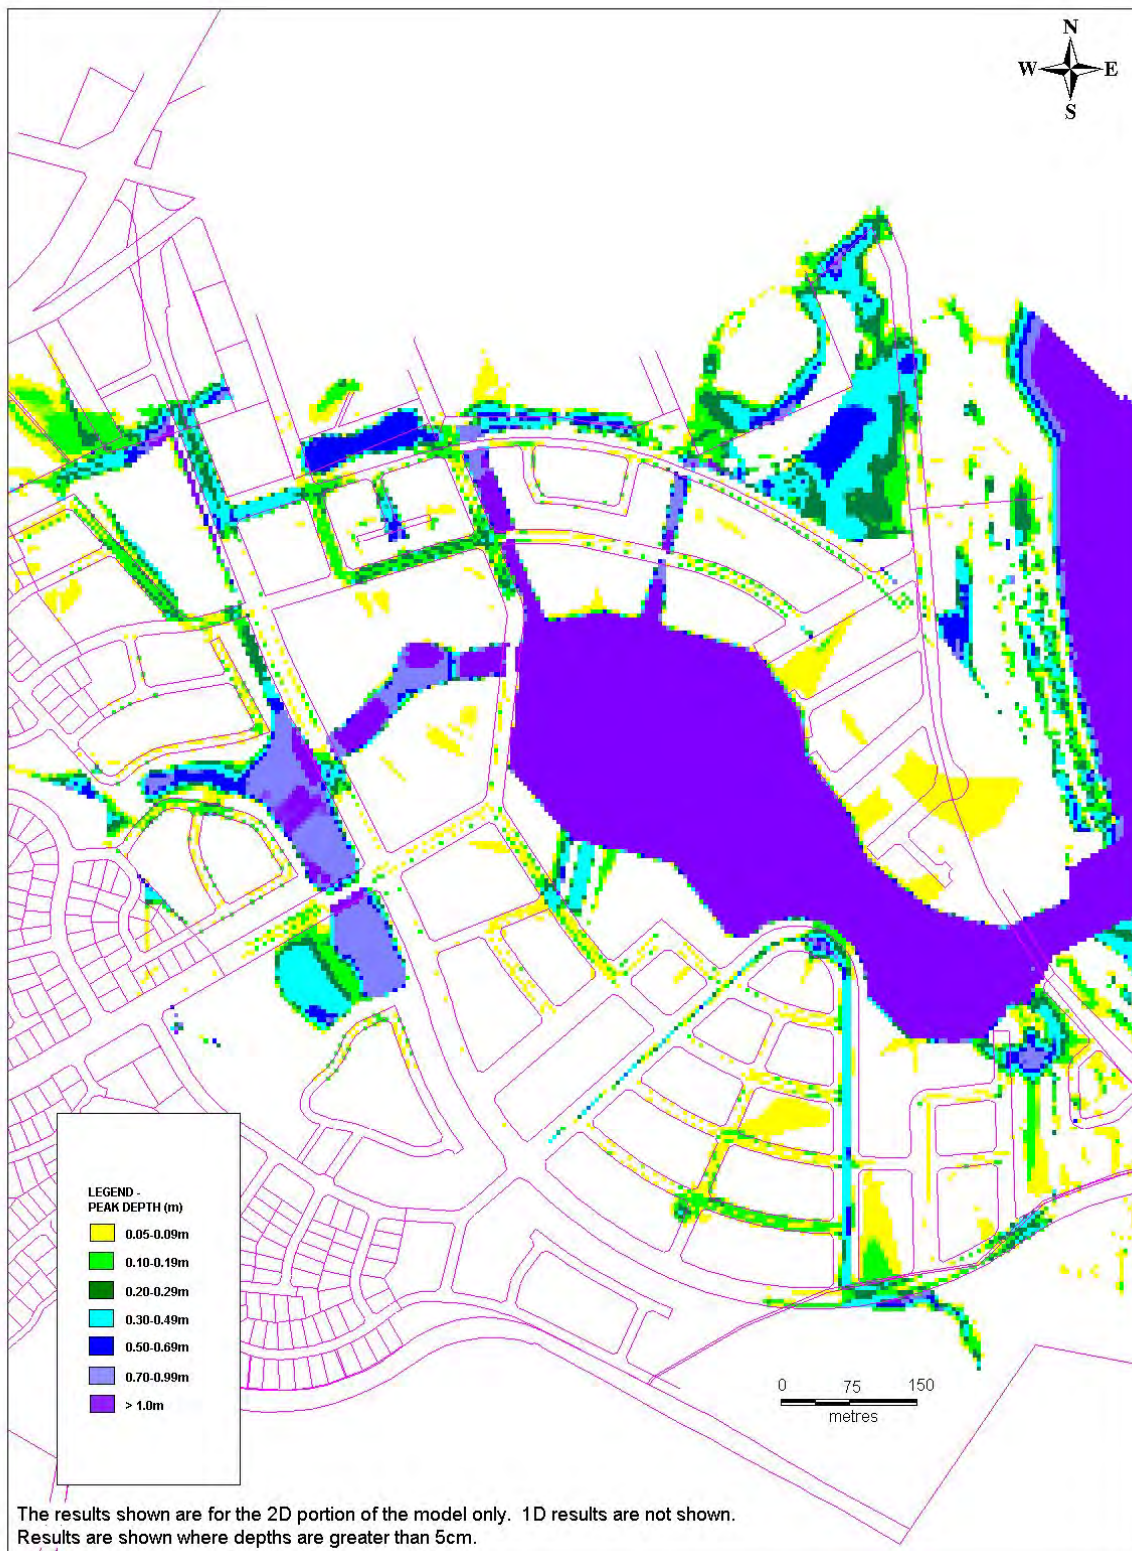 N
W E
S
LEGEND -
PEAK DEPTH (m)
0.05-0.09m
0.10-0.19m
0.20-0.29m
0.30-0.49m
0.50-0.69m
0.70-0.99m
> 1.0m
0 75 150
metres
The results shown are for the 2D portion of the model only. 1D results are not shown.
Results are shown where depths are greater than 5cm.